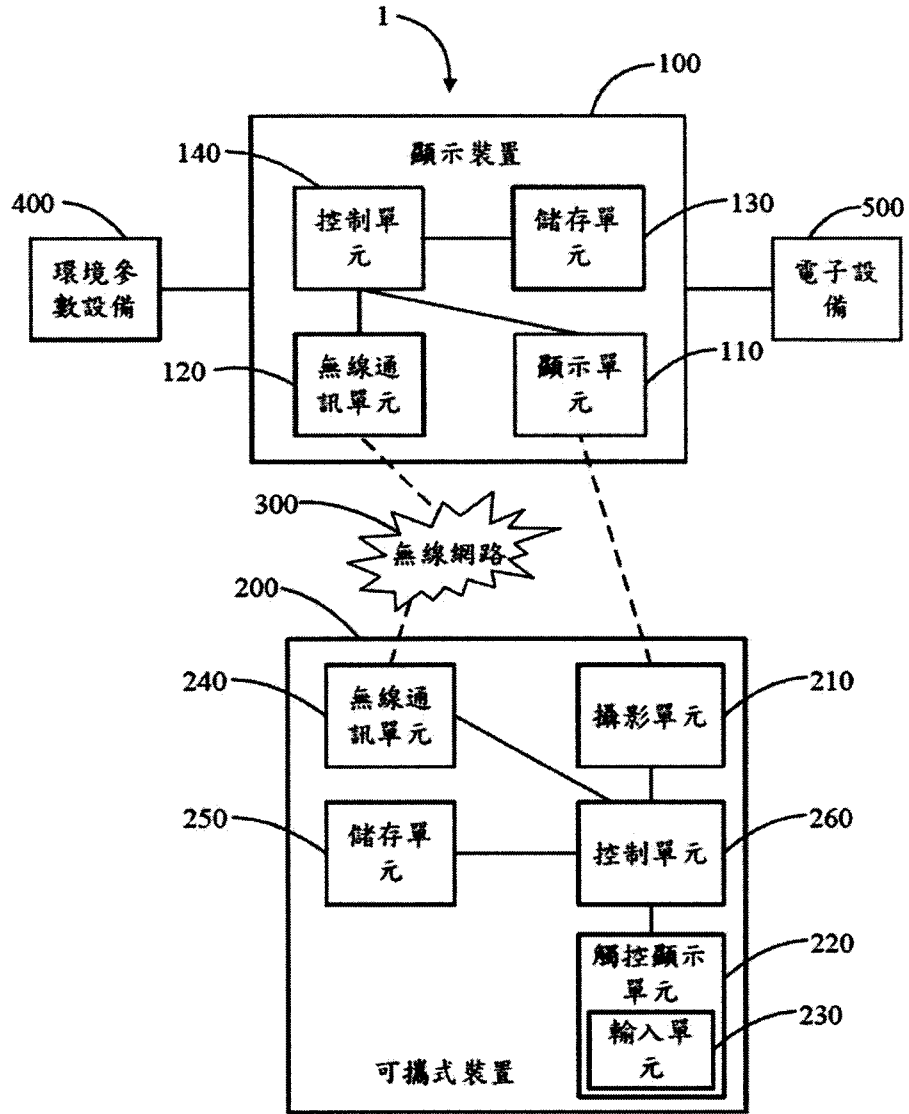 1
100
顯示裝置
140
控制單
元
儲存單
元
130
400
環境參
數設備
500
電子設
備
120
無線通
訊單元
顯示單
元
110
300
無線網路
200
240
無線通
訊單元
攝影單元
210
250
儲存單
元
控制單元
260
觸控顯示
單元
220
輸入單
元
230
可攜式裝置